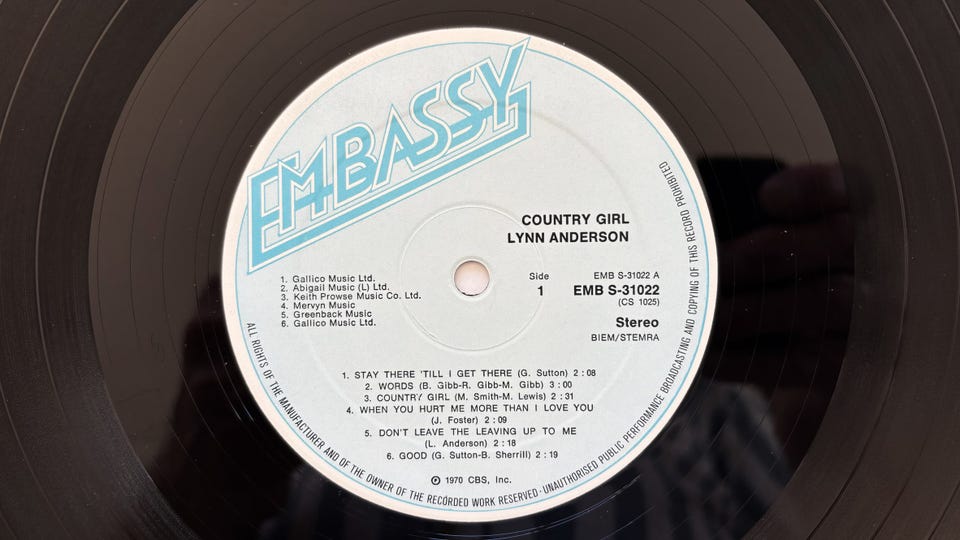 EMBASSY
COUNTRY GIRL
LYNN ANDERSON
1. Gallico Music Ltd.
2. Abigail Music (L) Ltd.
3. Keith Prowse Music Co. Ltd.
4. Mervyn Music
5. Greenback Music
6. Gallico Music Ltd.
Side
1
EMB S-31022 A
EMB S-31022
(CS 1025)
Stereo
BIEM/STEMRA
1. STAY THERE 'TILL I GET THERE (G. Sutton) 2 : 08
2. WORDS (B. Gibb-R. Gibb-M. Gibb) 3 : 00
3. COUNTRY GIRL (M. Smith-M. Lewis) 2 : 31
4. WHEN YOU HURT ME MORE THAN I LOVE YOU
(J. Foster) 2 : 09
5. DON'T LEAVE THE LEAVING UP TO ME
(L. Anderson) 2 : 18
6. GOOD (G. Sutton-B. Sherrill) 2 : 19
℗ 1970 CBS, Inc.
ALL RIGHTS OF THE MANUFACTURER AND OF THE OWNER OF THE RECORDED WORK RESERVED · UNAUTHORISED PUBLIC PERFORMANCE BROADCASTING AND COPYING OF THIS RECORD PROHIBITED